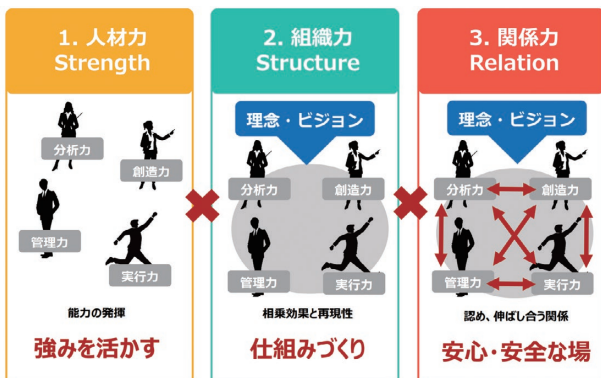 1. 人材力
Strength
分析力
創造力
管理力
実行力
能力の発揮
強みを活かす
×
2. 組織力
Structure
理念・ビジョン
分析力
創造力
管理力
実行力
相乗効果と再現性
仕組みづくり
×
3. 関係力
Relation
理念・ビジョン
分析力
創造力
管理力
実行力
認め、伸ばし合う関係
安心・安全な場